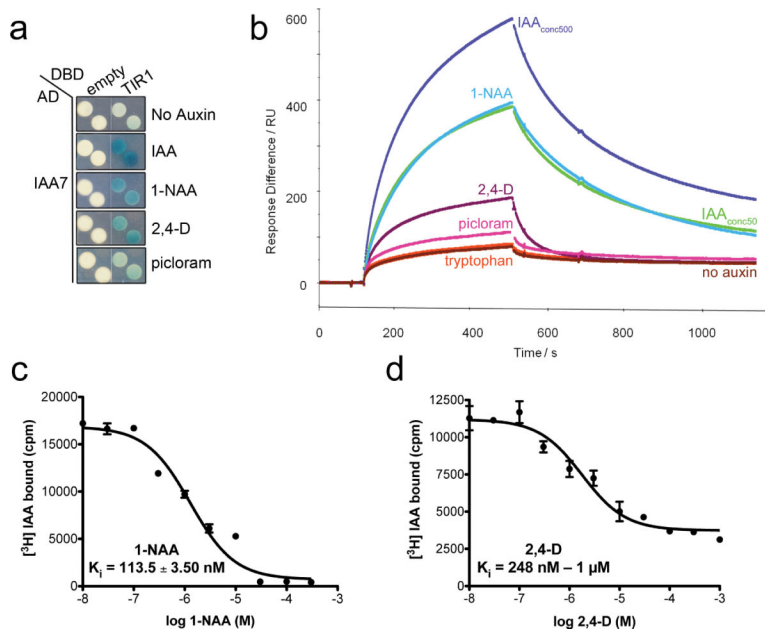 a
DBD
AD
empty
TIR1
IAA7
No Auxin
IAA
1-NAA
2,4-D
picloram
b
Response Difference / RU
600
400
200
0
IAAconc500
1-NAA
2,4-D
picloram
tryptophan
IAAconc50
no auxin
0 200 400 600 800 1000
Time / s
c
[³H] IAA bound (cpm)
20000
15000
10000
5000
0
1-NAA
Ki = 113.5 ± 3.50 nM
-8 -7 -6 -5 -4 -3
log 1-NAA (M)
d
[³H] IAA bound (cpm)
12500
10000
7500
5000
2500
0
2,4-D
Ki = 248 nM – 1 µM
-8 -7 -6 -5 -4 -3
log 2,4-D (M)